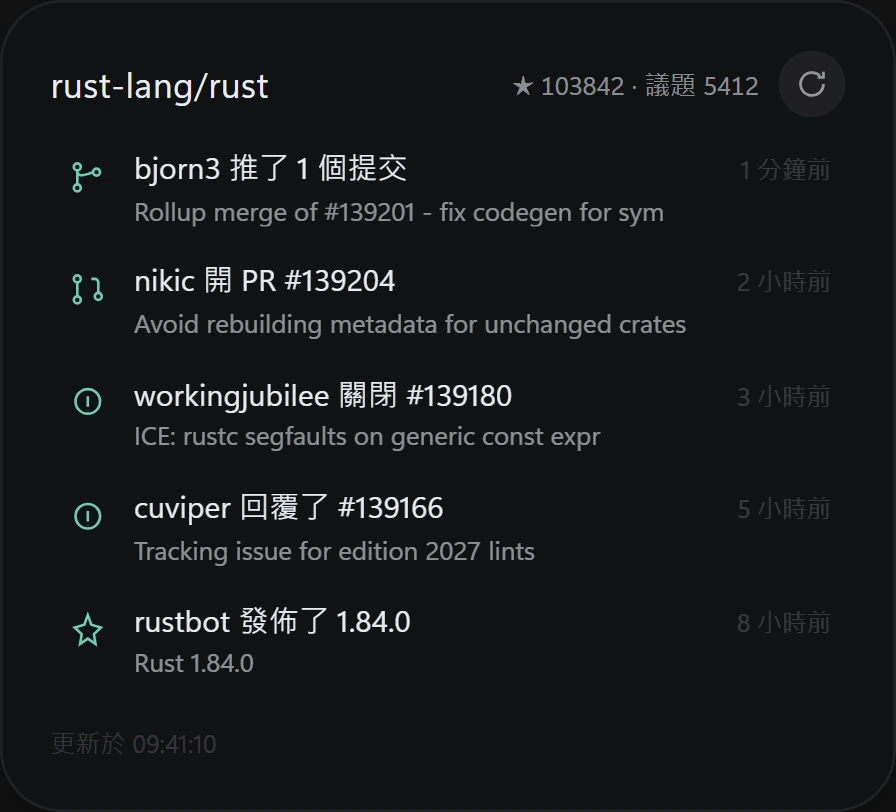 rust-lang/rust
★ 103842 · 議題 5412
bjorn3 推了 1 個提交
1 分鐘前
Rollup merge of #139201 - fix codegen for sym
nikic 開 PR #139204
2 小時前
Avoid rebuilding metadata for unchanged crates
workingjubilee 關閉 #139180
3 小時前
ICE: rustc segfaults on generic const expr
cuviper 回覆了 #139166
5 小時前
Tracking issue for edition 2027 lints
rustbot 發佈了 1.84.0
8 小時前
Rust 1.84.0
更新於 09:41:10